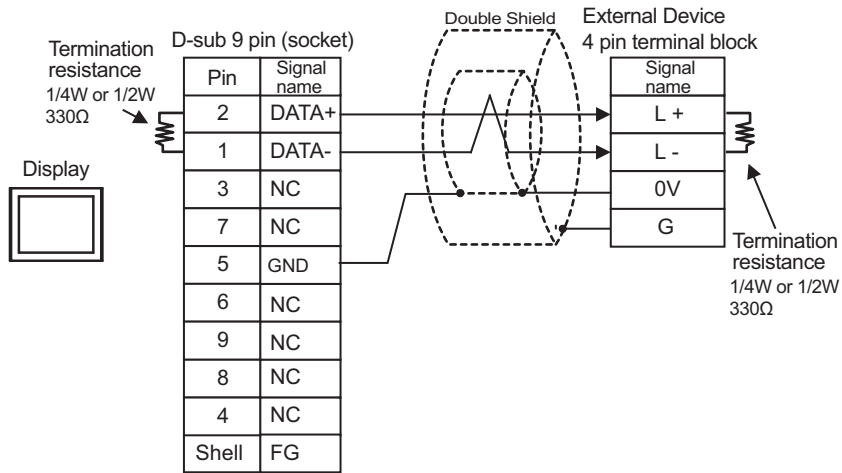 Double Shield
External Device
4 pin terminal block
D-sub 9 pin (socket)
Termination
resistance
1/4W or 1/2W
330Ω
Display
Pin Signal name
2 DATA+
1 DATA-
3 NC
7 NC
5 GND
6 NC
9 NC
8 NC
4 NC
Shell FG
Signal
name
L +
L -
0V
G
Termination
resistance
1/4W or 1/2W
330Ω